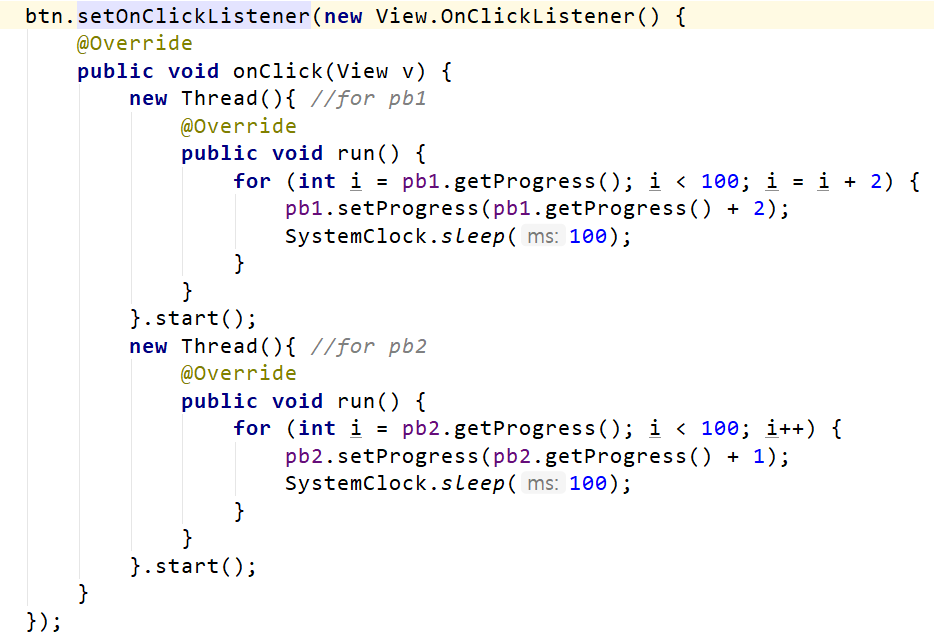 btn.setOnClickListener(new View.OnClickListener() {
@Override
public void onClick(View v) {
new Thread(){ //for pb1
@Override
public void run() {
for (int i = pb1.getProgress(); i < 100; i = i + 2) {
pb1.setProgress(pb1.getProgress() + 2);
SystemClock.sleep( ms: 100);
}
}
}.start();
new Thread(){ //for pb2
@Override
public void run() {
for (int i = pb2.getProgress(); i < 100; i++) {
pb2.setProgress(pb2.getProgress() + 1);
SystemClock.sleep( ms: 100);
}
}
}.start();
}
});